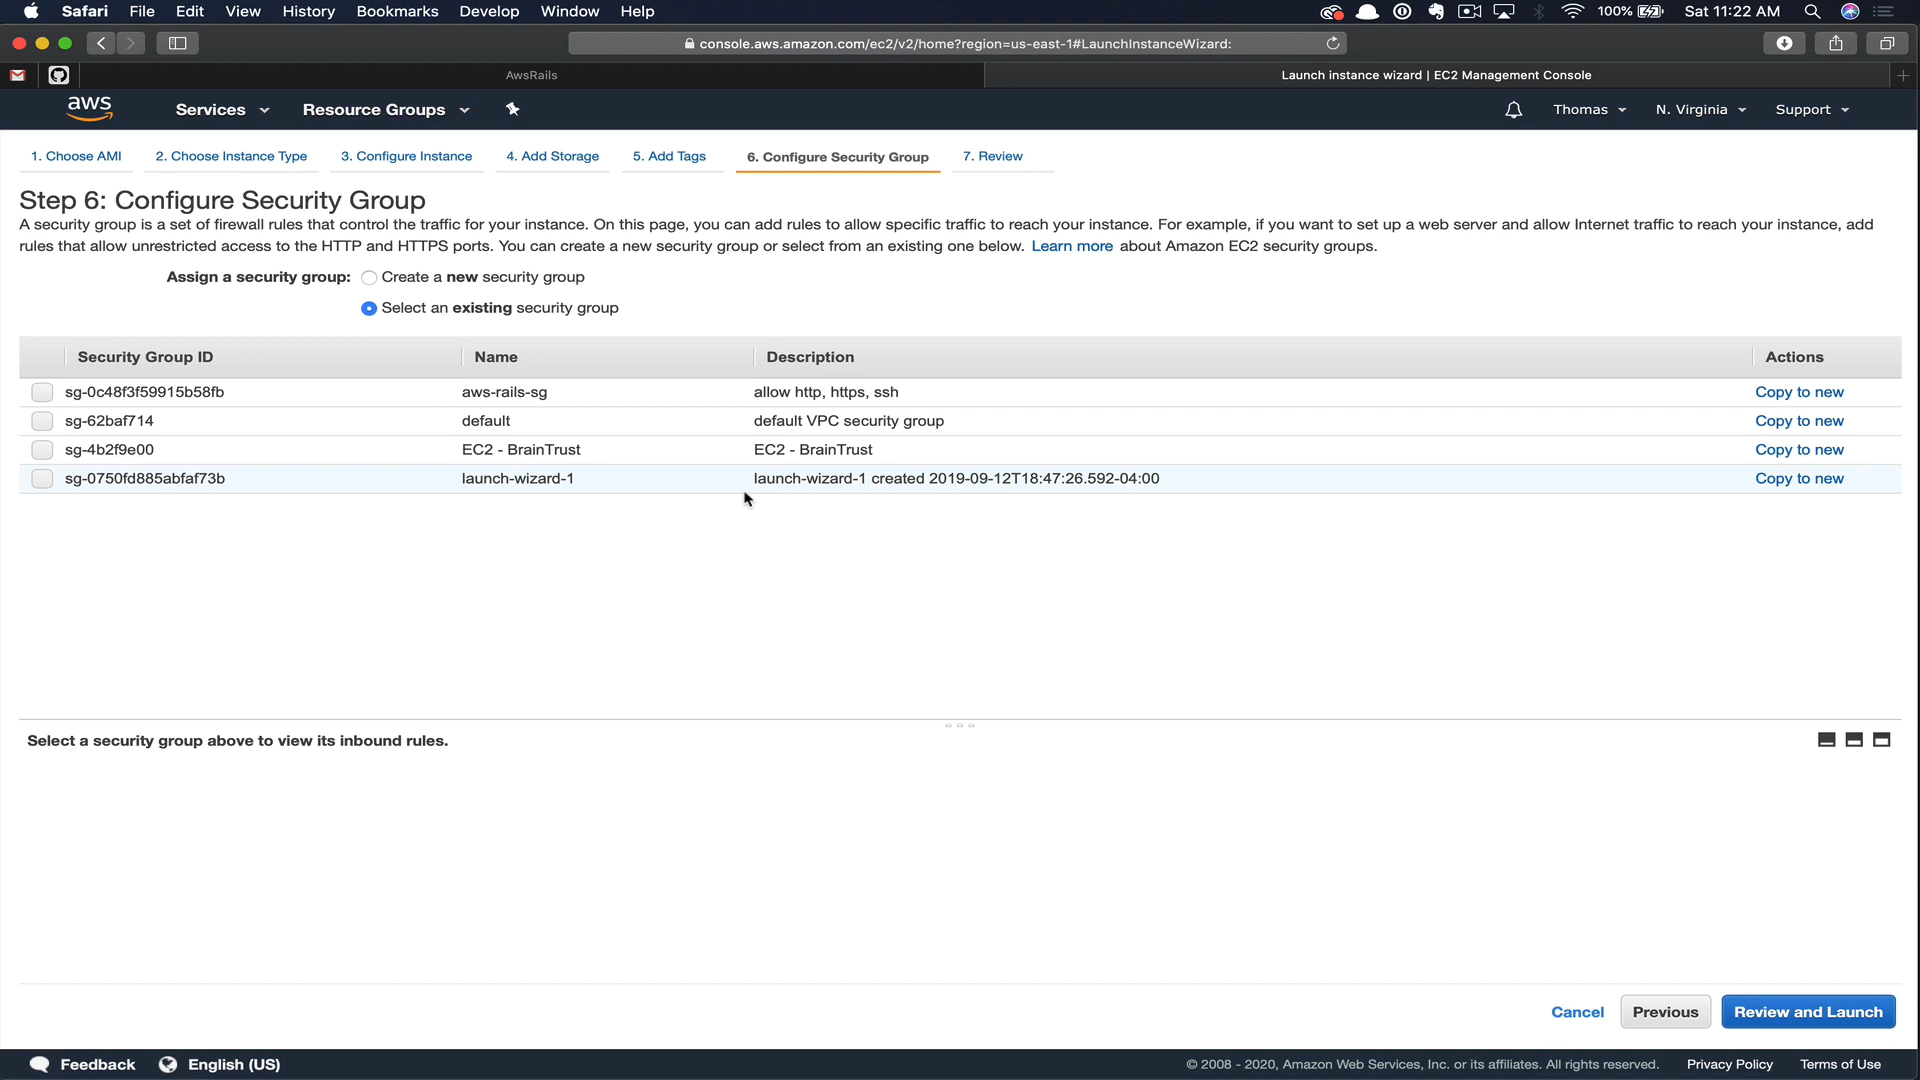 Safari File Edit View History Bookmarks Develop Window Help 100% Sat 11:22 AM
console.aws.amazon.com/ec2/v2/home?region=us-east-1#LaunchInstanceWizard:
AwsRails Launch instance wizard | EC2 Management Console
aws Services Resource Groups Thomas N. Virginia Support
1. Choose AMI 2. Choose Instance Type 3. Configure Instance 4. Add Storage 5. Add Tags 6. Configure Security Group 7. Review
Step 6: Configure Security Group
A security group is a set of firewall rules that control the traffic for your instance. On this page, you can add rules to allow specific traffic to reach your instance. For example, if you want to set up a web server and allow Internet traffic to reach your instance, add
rules that allow unrestricted access to the HTTP and HTTPS ports. You can create a new security group or select from an existing one below. Learn more about Amazon EC2 security groups.
Assign a security group: Create a new security group
Select an existing security group
Security Group ID Name Description Actions
sg-0c48f3f59915b58fb aws-rails-sg allow http, https, ssh Copy to new
sg-62baf714 default default VPC security group Copy to new
sg-4b2f9e00 EC2 - BrainTrust EC2 - BrainTrust Copy to new
sg-0750fd885abfaf73b launch-wizard-1 launch-wizard-1 created 2019-09-12T18:47:26.592-04:00 Copy to new
Select a security group above to view its inbound rules.
Cancel Previous Review and Launch
Feedback English (US) © 2008 - 2020, Amazon Web Services, Inc. or its affiliates. All rights reserved. Privacy Policy Terms of Use